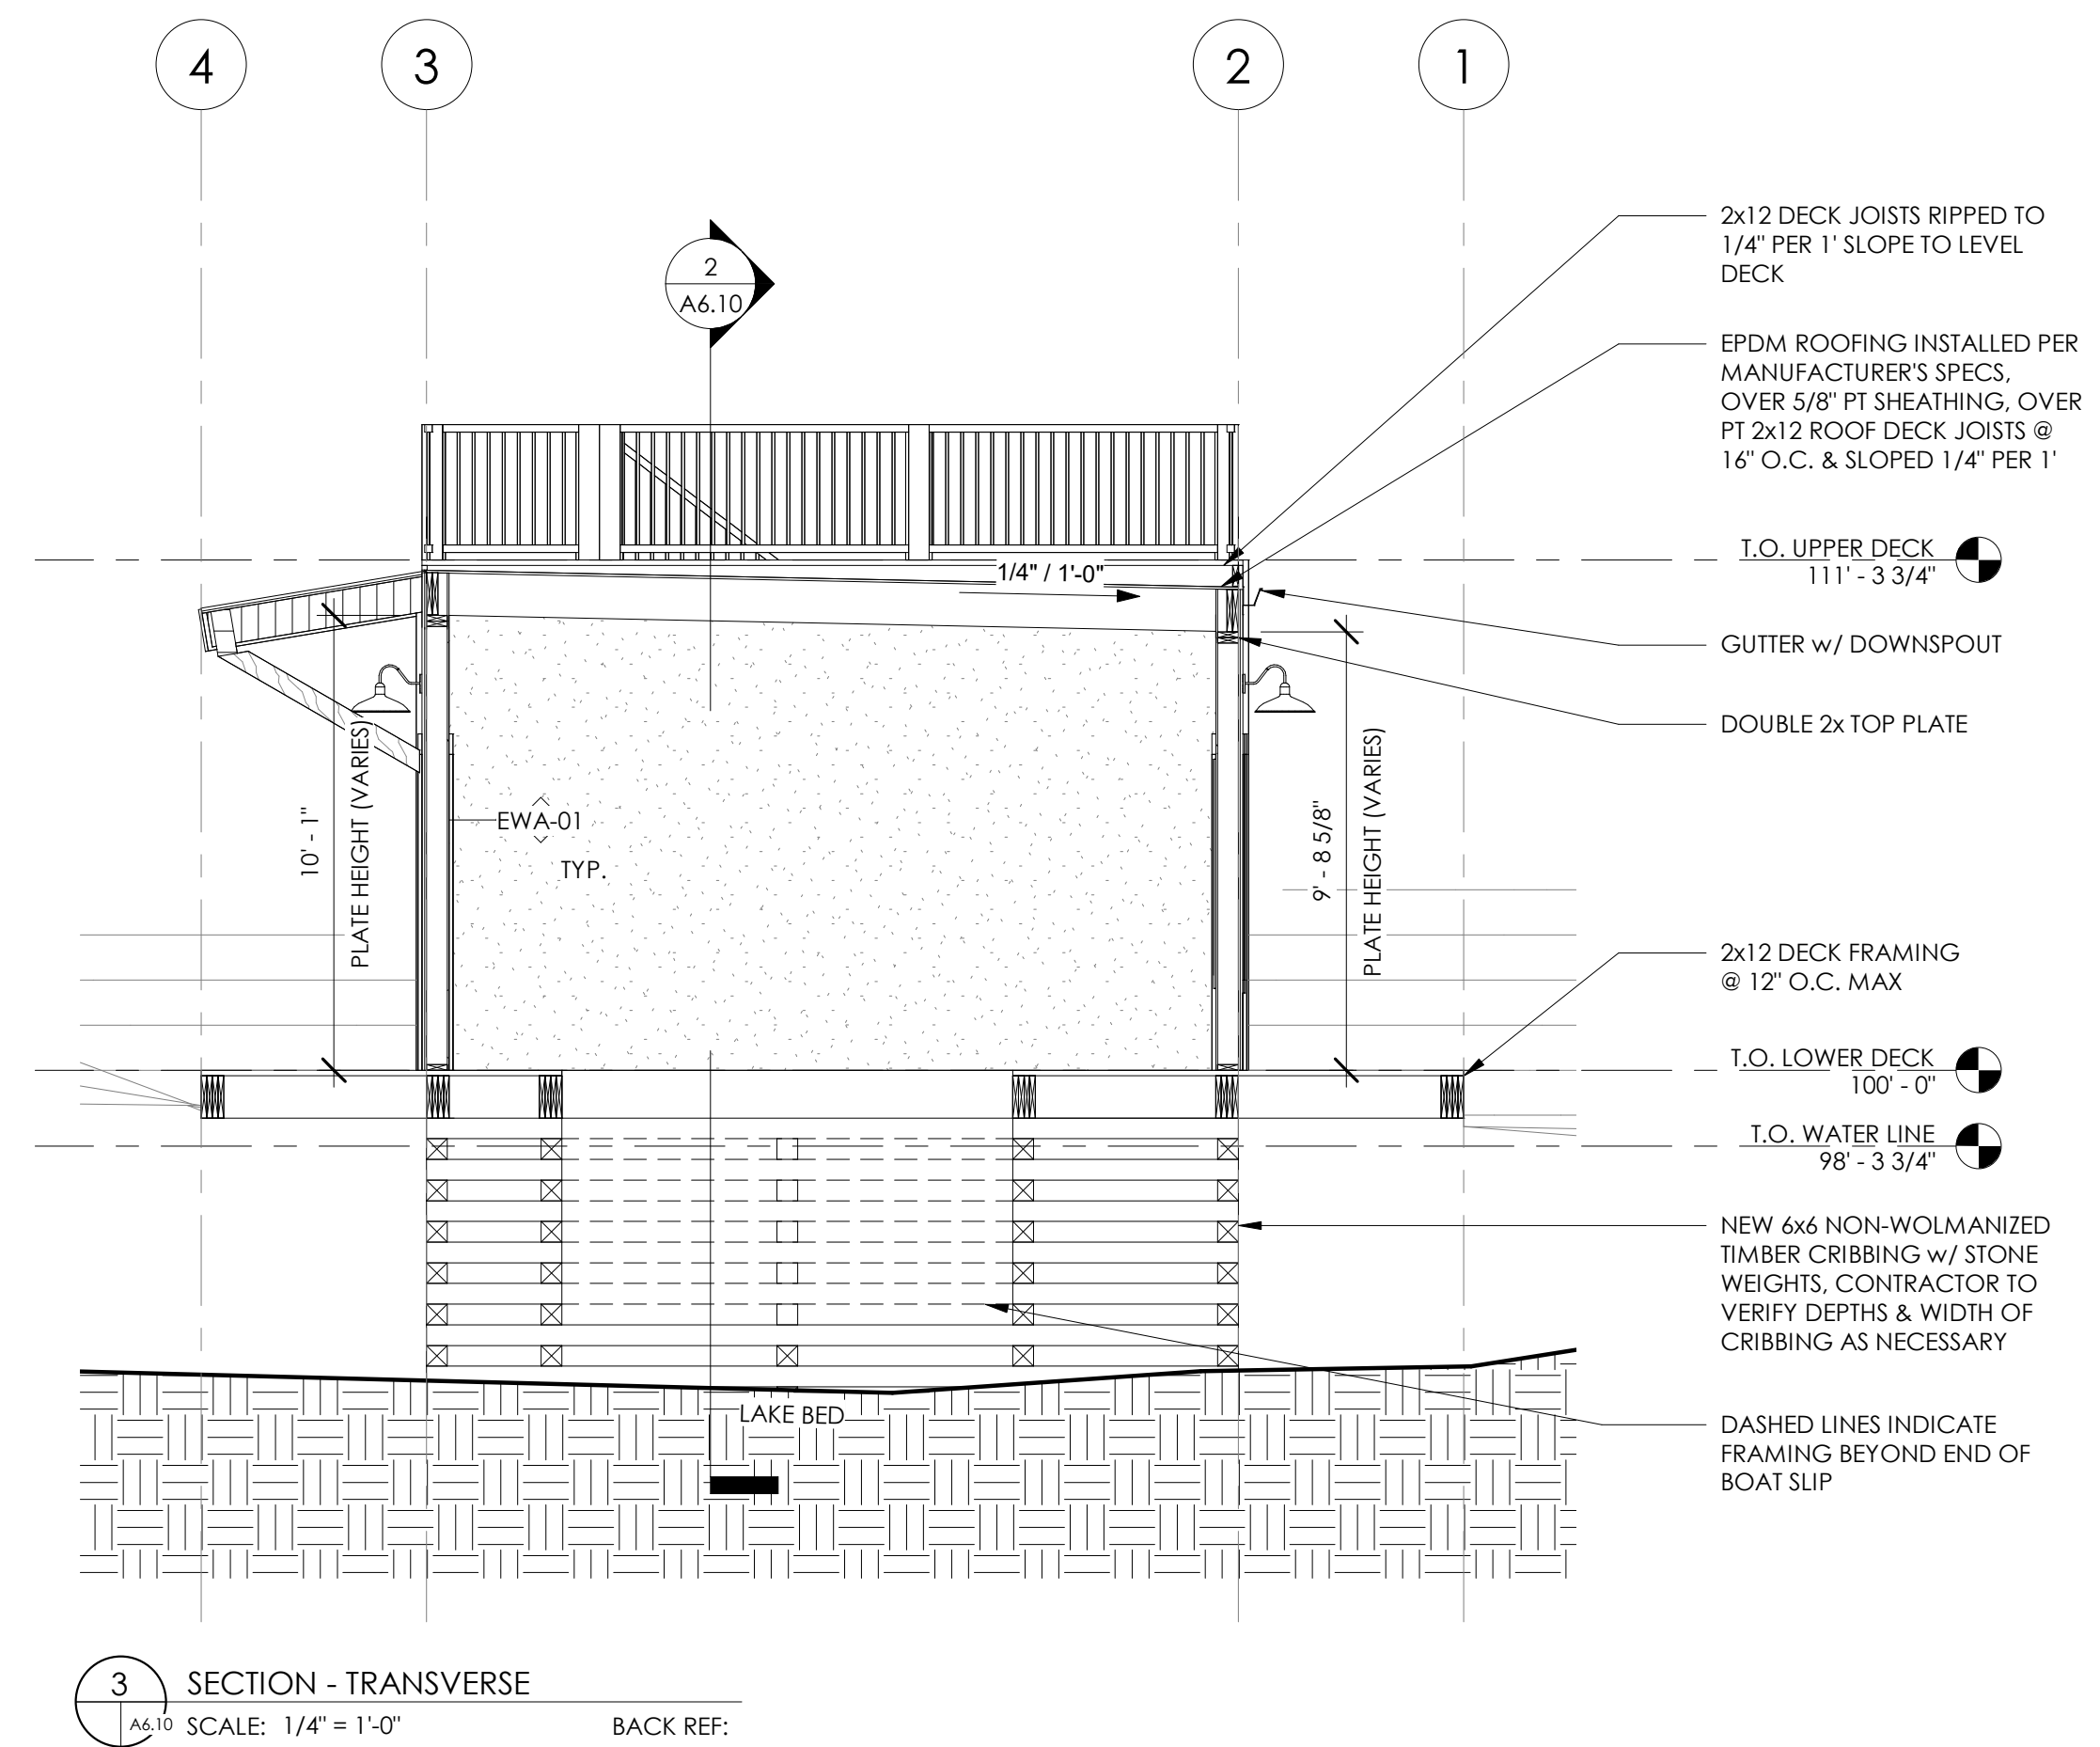 4
3
2
1
2
A6.10
2x12 DECK JOISTS RIPPED TO
1/4" PER 1' SLOPE TO LEVEL
DECK
EPDM ROOFING INSTALLED PER
MANUFACTURER'S SPECS,
OVER 5/8" PT SHEATHING, OVER
PT 2x12 ROOF DECK JOISTS @
16" O.C. & SLOPED 1/4" PER 1'
T.O. UPPER DECK
111' - 3 3/4"
1/4" / 1'-0"
GUTTER w/ DOWNSPOUT
DOUBLE 2x TOP PLATE
10' - 1"
PLATE HEIGHT (VARIES)
EWA-01
TYP.
9' - 8 5/8"
PLATE HEIGHT (VARIES)
2x12 DECK FRAMING
@ 12" O.C. MAX
T.O. LOWER DECK
100' - 0"
T.O. WATER LINE
98' - 3 3/4"
NEW 6x6 NON-WOLMANIZED
TIMBER CRIBBING w/ STONE
WEIGHTS, CONTRACTOR TO
VERIFY DEPTHS & WIDTH OF
CRIBBING AS NECESSARY
LAKE BED
DASHED LINES INDICATE
FRAMING BEYOND END OF
BOAT SLIP
3
A6.10
SECTION - TRANSVERSE
SCALE: 1/4" = 1'-0"
BACK REF: